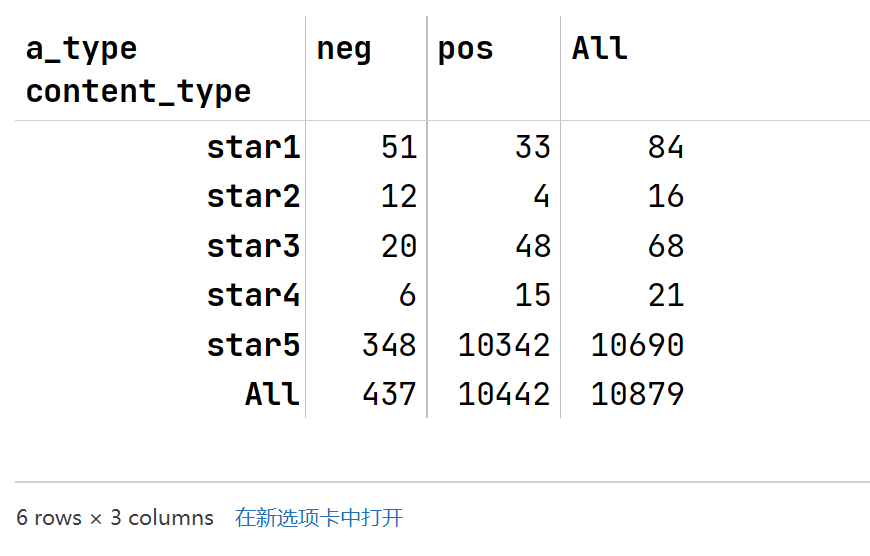 a_type neg pos All
content_type
star1 51 33 84
star2 12 4 16
star3 20 48 68
star4 6 15 21
star5 348 10342 10690
All 437 10442 10879
6 rows × 3 columns 在新选项卡中打开